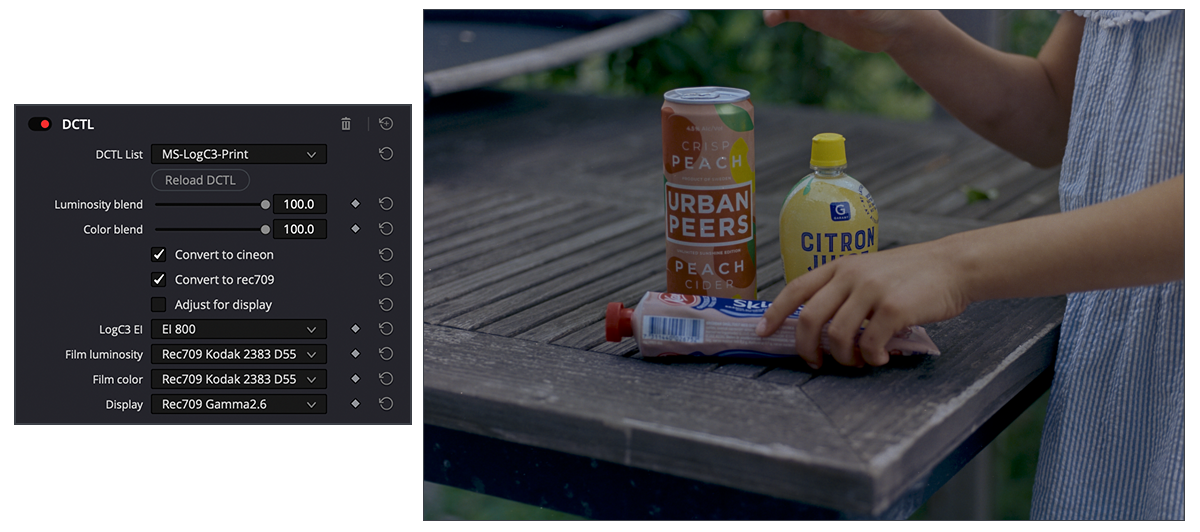 DCTL
DCTL List MS-LogC3-Print
Reload DCTL
Luminosity blend 100.0
Color blend 100.0
Convert to cineon
Convert to rec709
Adjust for display
LogC3 EI EI 800
Film luminosity Rec709 Kodak 2383 D55
Film color Rec709 Kodak 2383 D55
Display Rec709 Gamma2.6
CRISP
PEACH
URBAN
PEERS
PEACH
CIDER
G
CITRON